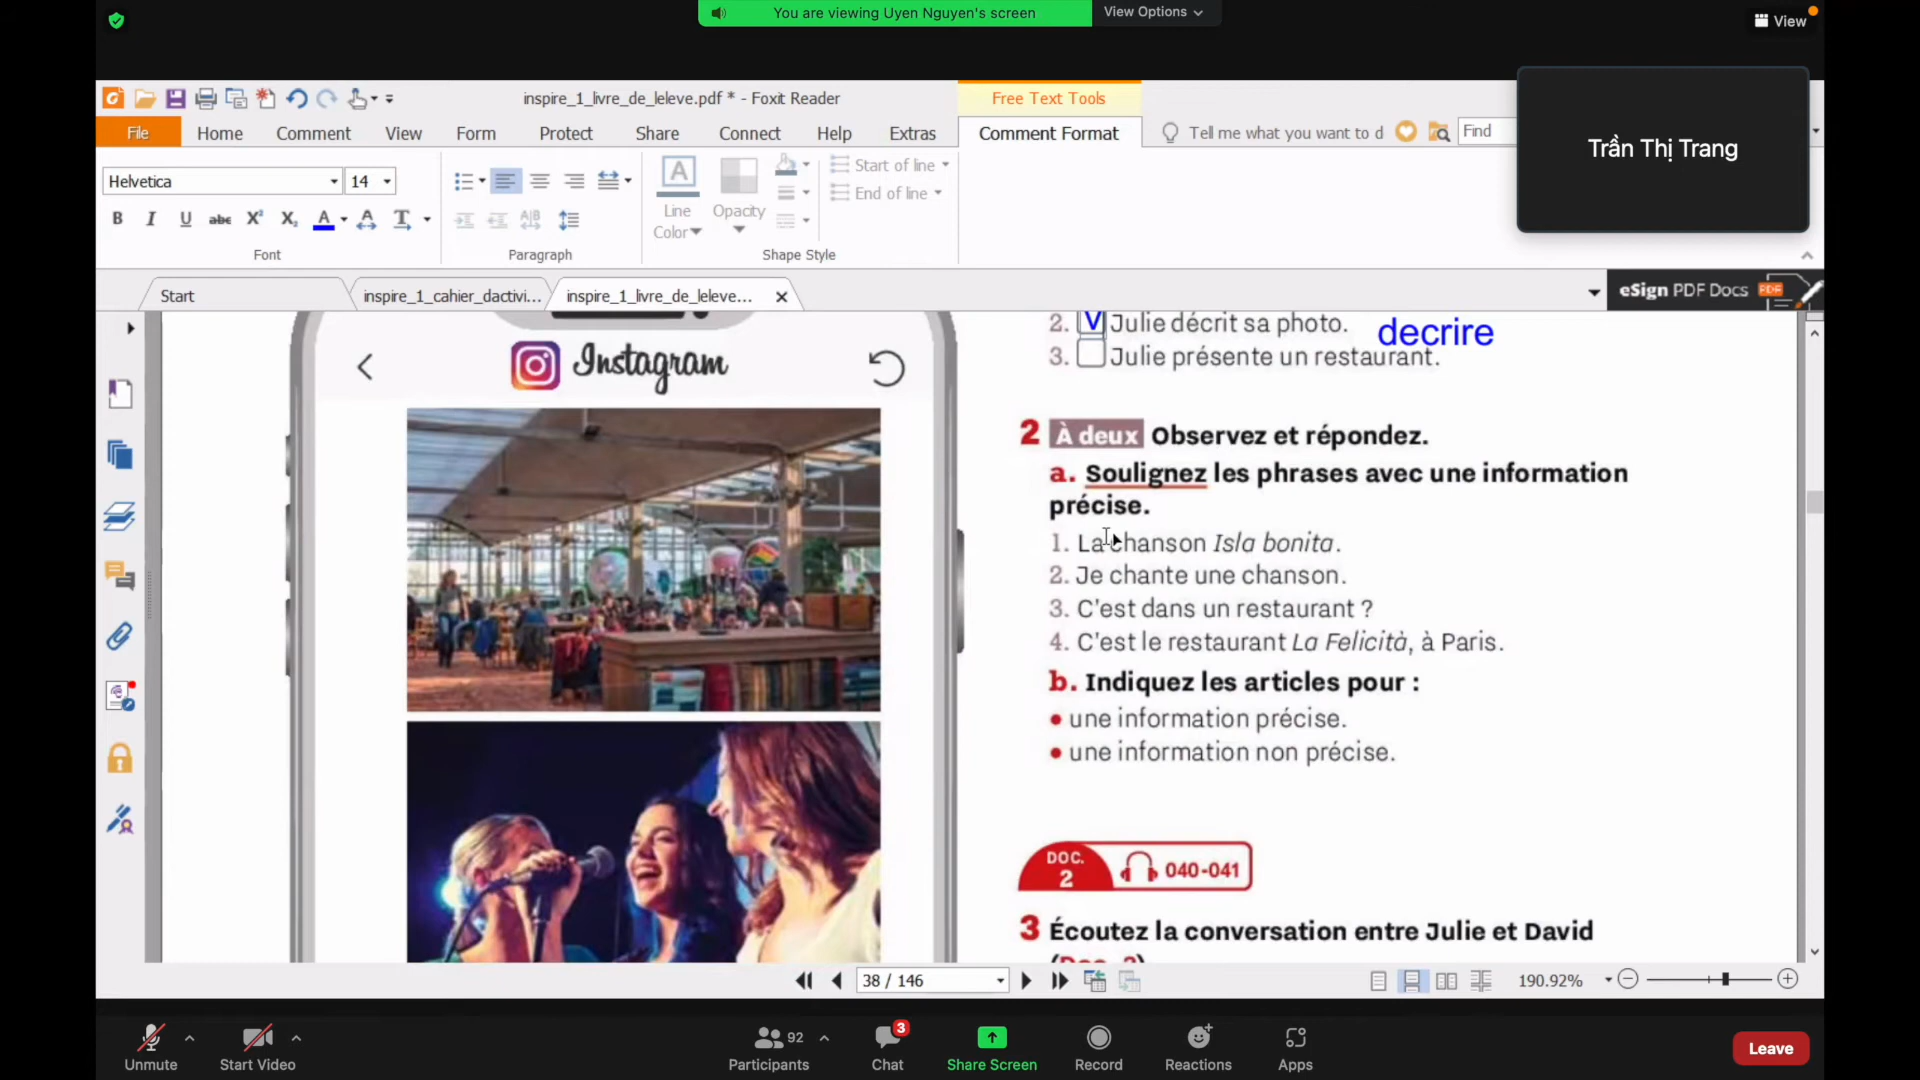 You are viewing Uyen Nguyen's screen
View Options
View
inspire_1_livre_de_leleve.pdf * - Foxit Reader
Free Text Tools
Trần Thị Trang
File
Home
Comment
View
Form
Protect
Share
Connect
Help
Extras
Comment Format
Tell me what you want to d
Find
Helvetica
14
Start of line
End of line
Line
Color
Opacity
Font
Paragraph
Shape Style
Start
inspire_1_cahier_dactivi...
inspire_1_livre_de_leleve...
eSign PDF Docs
PDF
Instagram
2. V Julie décrit sa photo. decrire
3. Julie présente un restaurant.
2 À deux Observez et répondez.
a. Soulignez les phrases avec une information
précise.
1. La chanson Isla bonita.
2. Je chante une chanson.
3. C'est dans un restaurant ?
4. C'est le restaurant La Felicità, à Paris.
b. Indiquez les articles pour :
• une information précise.
• une information non précise.
DOC.
2
040-041
3 Écoutez la conversation entre Julie et David
38 / 146
190.92%
Unmute
Start Video
Participants
92
Chat
3
Share Screen
Record
Reactions
Apps
Leave